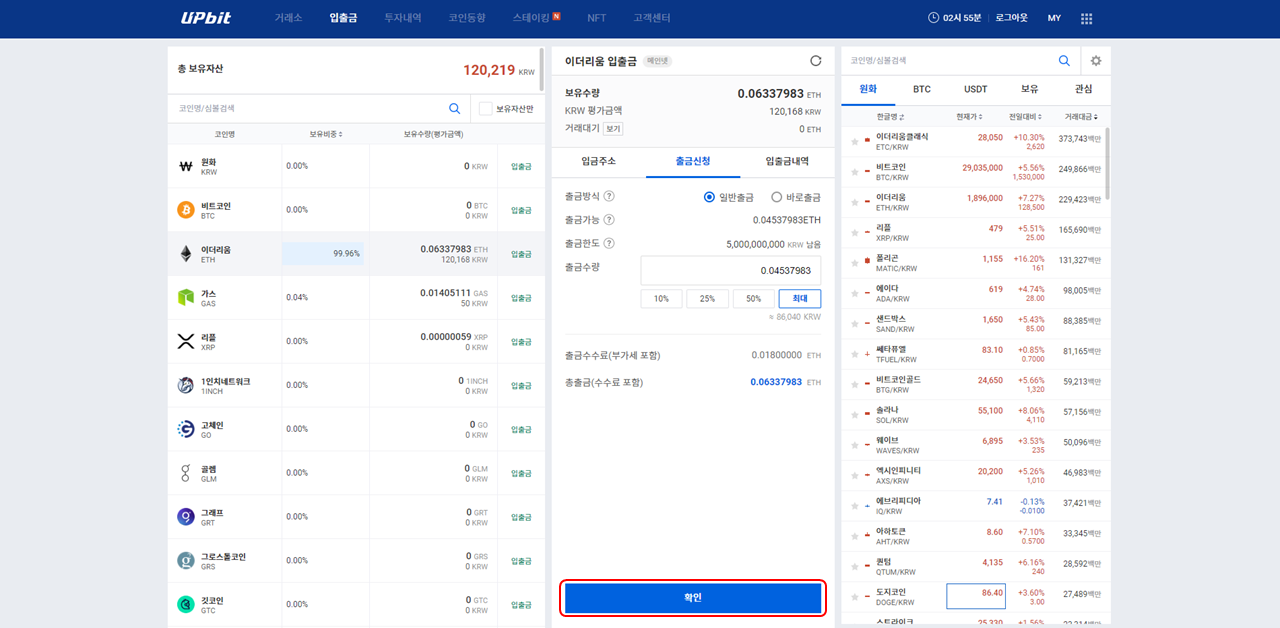 UPbit
거래소 입출금 투자내역 코인동향 스테이킹 N NFT 고객센터
02시 55분 로그아웃 MY
총 보유자산
120,219 KRW
코인명/심볼검색
보유자산만
코인명 보유비중 보유수량(평가금액)
원화 0.00% 0 KRW 입출금
KRW
비트코인 0.00% 0 BTC 입출금
BTC 0 KRW
이더리움 99.96% 0.06337983 ETH 입출금
ETH 120,168 KRW
가스 0.04% 0.01405111 GAS 입출금
GAS 50 KRW
리플 0.00% 0.00000059 XRP 입출금
XRP 0 KRW
1인치네트워크 0.00% 0 1INCH 입출금
1INCH 0 KRW
고체인 0.00% 0 GO 입출금
GO 0 KRW
골렘 0.00% 0 GLM 입출금
GLM 0 KRW
그래프 0.00% 0 GRT 입출금
GRT 0 KRW
그로스톨코인 0.00% 0 GRS 입출금
GRS 0 KRW
깃코인 0.00% 0 GTC 입출금
GTC 0 KRW
이더리움 입출금 메인넷
보유수량 0.06337983 ETH
KRW 평가금액 120,168 KRW
거래대기 보기 0 ETH
입금주소 출금신청 입출금내역
출금방식 ? 일반출금 바로출금
출금가능 ? 0.04537983ETH
출금한도 ? 5,000,000,000 KRW 남음
출금수량 0.04537983
10% 25% 50% 최대
≈ 86,040 KRW
출금수수료(부가세 포함) 0.01800000 ETH
총출금(수수료 포함) 0.06337983 ETH
확인
코인명/심볼검색
원화 BTC USDT 보유 관심
한글명 현재가 전일대비 거래대금
이더리움클래식 28,050 +10.30% 373,743백만
ETC/KRW 2,620
비트코인 29,035,000 +5.56% 249,866백만
BTC/KRW 1,530,000
이더리움 1,896,000 +7.27% 229,423백만
ETH/KRW 128,500
리플 479 +5.51% 165,690백만
XRP/KRW 25.00
폴리곤 1,155 +16.20% 131,327백만
MATIC/KRW 161
에이다 619 +4.74% 98,005백만
ADA/KRW 28.00
샌드박스 1,650 +5.43% 88,385백만
SAND/KRW 85.00
쎄타퓨엘 83.10 +0.85% 81,165백만
TFUEL/KRW 0.7000
비트코인골드 24,650 +5.66% 59,213백만
BTG/KRW 1,320
솔라나 55,100 +8.06% 57,156백만
SOL/KRW 4,110
웨이브 6,895 +3.53% 50,096백만
WAVES/KRW 235
엑시인피니티 20,200 +5.26% 46,983백만
AXS/KRW 1,010
에브리피디아 7.41 -0.13% 37,421백만
IQ/KRW -0.0100
아하토큰 8.60 +7.10% 33,345백만
AHT/KRW 0.5700
퀀텀 4,135 +6.16% 28,592백만
QTUM/KRW 240
도지코인 86.40 +3.60% 27,489백만
DOGE/KRW 3.00
스트라이크 25,330 +1.56%